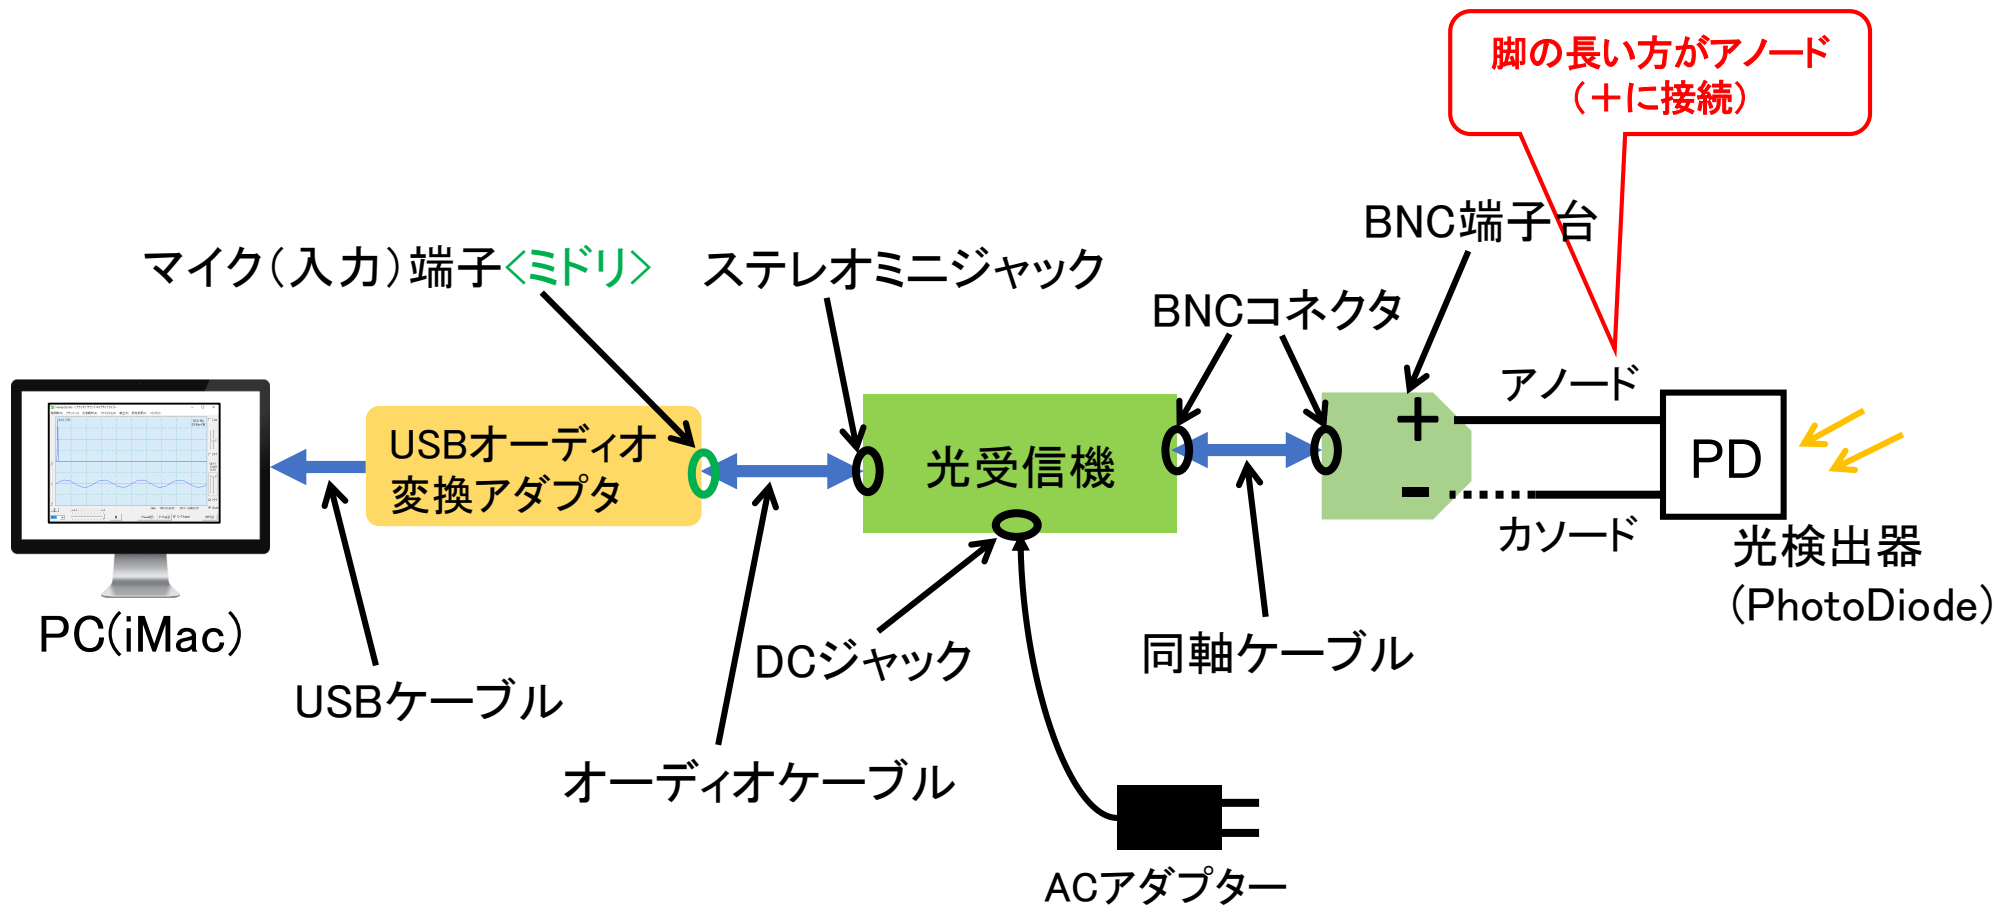 脚の長い方がアノード
（＋に接続）
BNC端子台
マイク（入力）端子<ミドリ>
ステレオミニジャック
BNCコネクタ
アノード
USBオーディオ
変換アダプタ
光受信機
+
PD
-
カソード
光検出器
(PhotoDiode)
PC(iMac)
DCジャック
同軸ケーブル
USBケーブル
オーディオケーブル
ACアダプター